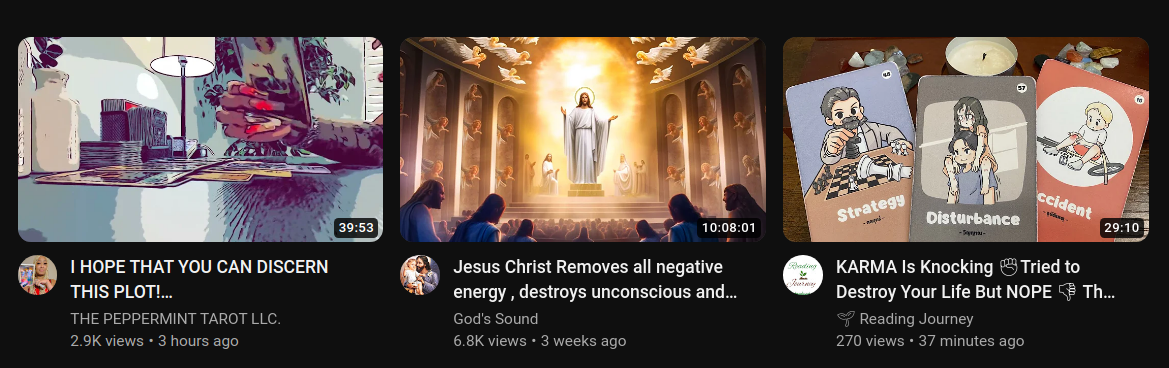 39:53
I HOPE THAT YOU CAN DISCERN
THIS PLOT!...
THE PEPPERMINT TAROT LLC.
2.9K views • 3 hours ago
10:08:01
Jesus Christ Removes all negative
energy , destroys unconscious and...
God's Sound
6.8K views • 3 weeks ago
Strategy
57
Disturbance
ccident
29:10
Reading
Journey
KARMA Is Knocking ✊Tried to
Destroy Your Life But NOPE 👎 Th...
🌱 Reading Journey
270 views • 37 minutes ago